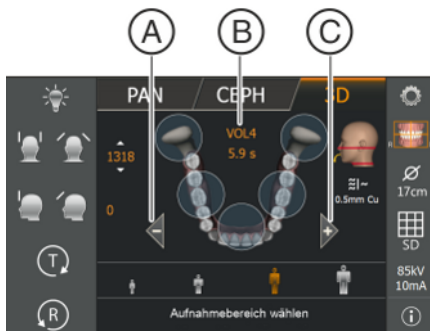 A B C
PAN CEPH 3D
VOL4
5.9 s
1318
0
R
0.5mm Cu
17cm
SD
85kV
10mA
T
R
Aufnahmebereich wählen